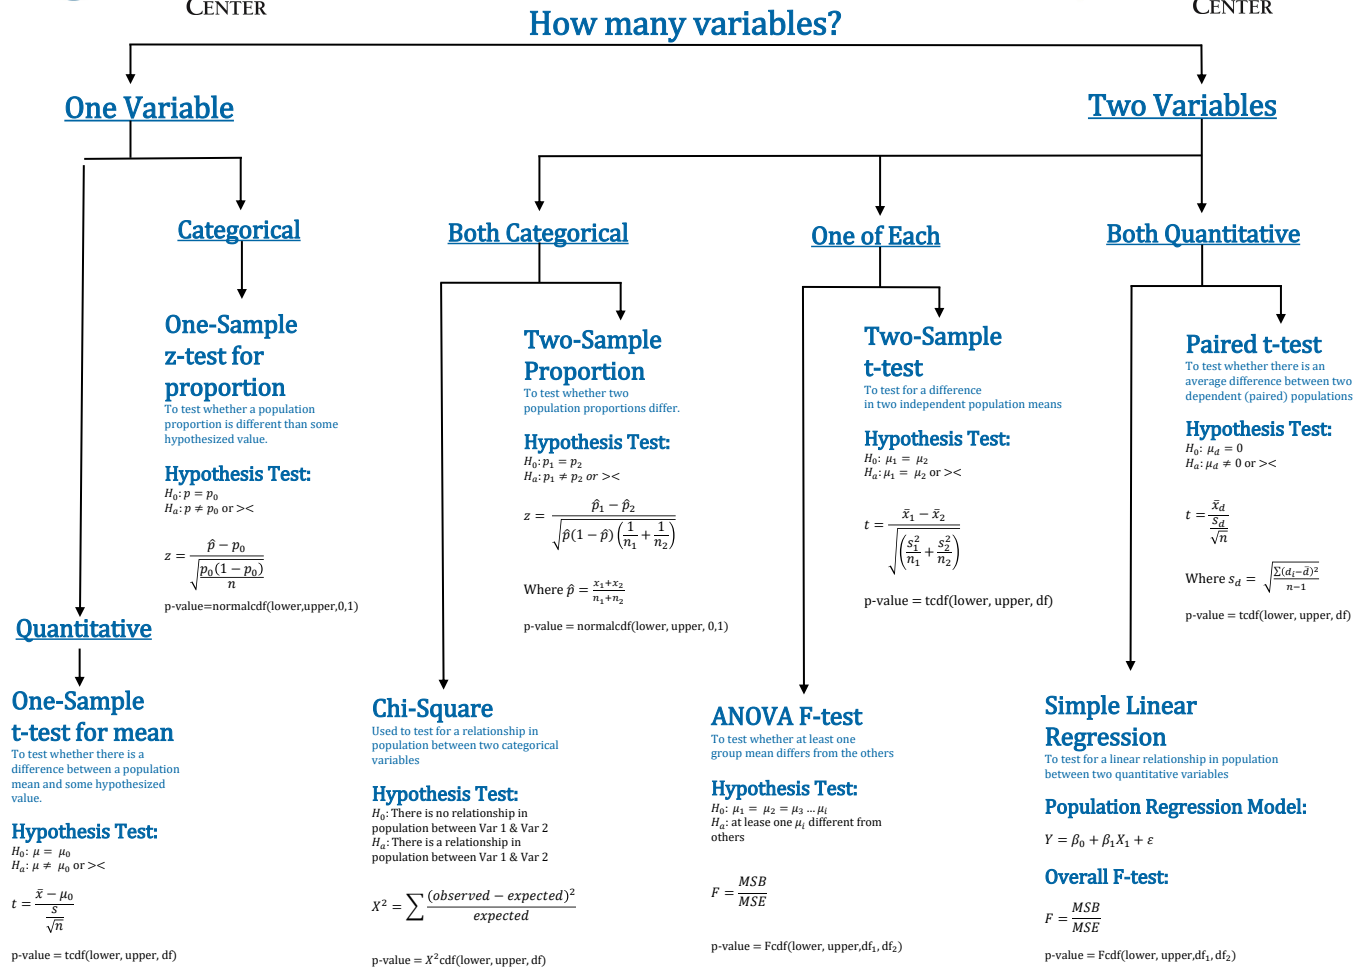 CENTER
CENTER
How many variables?
One Variable
Two Variables
Categorical
Both Categorical
One of Each
Both Quantitative
One-Sample
z-test for
proportion
To test whether a population
proportion is different than some
hypothesized value.
Hypothesis Test:
H₀: p = p₀
Hₐ: p ≠ p₀ or ><
z = (p̂ − p₀) / √(p₀(1 − p₀)/n)
p-value=normalcdf(lower,upper,0,1)
Two-Sample
Proportion
To test whether two
population proportions differ.
Hypothesis Test:
H₀: p₁ = p₂
Hₐ: p₁ ≠ p₂ or ><
z = (p̂₁ − p̂₂) / √(p̂(1 − p̂)(1/n₁ + 1/n₂))
Where p̂ = (x₁+x₂)/(n₁+n₂)
p-value = normalcdf(lower, upper, 0,1)
Two-Sample
t-test
To test for a difference
in two independent population means
Hypothesis Test:
H₀: μ₁ = μ₂
Hₐ: μ₁ = μ₂ or ><
t = (x̄₁ − x̄₂) / √(s₁²/n₁ + s₂²/n₂)
p-value = tcdf(lower, upper, df)
Paired t-test
To test whether there is an
average difference between two
dependent (paired) populations
Hypothesis Test:
H₀: μ_d = 0
Hₐ: μ_d ≠ 0 or ><
t = x̄_d / (s_d/√n)
Where s_d = √(∑(dᵢ−d̄)²/(n−1))
p-value = tcdf(lower, upper, df)
Quantitative
One-Sample
t-test for mean
To test whether there is a
difference between a population
mean and some hypothesized
value.
Hypothesis Test:
H₀: μ = μ₀
Hₐ: μ ≠ μ₀ or ><
t = (x̄ − μ₀) / (s/√n)
p-value = tcdf(lower, upper, df)
Chi-Square
Used to test for a relationship in
population between two categorical
variables
Hypothesis Test:
H₀: There is no relationship in
population between Var 1 & Var 2
Hₐ: There is a relationship in
population between Var 1 & Var 2
X² = ∑ (observed − expected)² / expected
p-value = X²cdf(lower, upper, df)
ANOVA F-test
To test whether at least one
group mean differs from the others
Hypothesis Test:
H₀: μ₁ = μ₂ = μ₃ … μᵢ
Hₐ: at lease one μᵢ different from
others
F = MSB / MSE
p-value = Fcdf(lower, upper,df₁, df₂)
Simple Linear
Regression
To test for a linear relationship in population
between two quantitative variables
Population Regression Model:
Y = β₀ + β₁X₁ + ε
Overall F-test:
F = MSB / MSE
p-value = Fcdf(lower, upper,df₁, df₂)